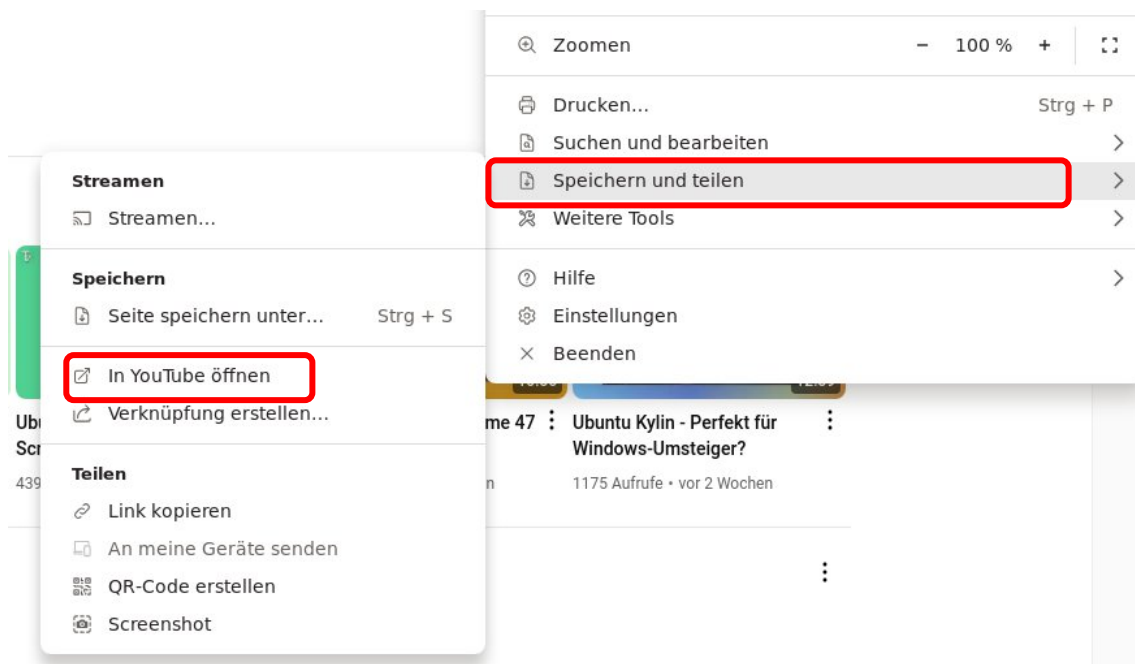 Zoomen - 100 % +
Drucken... Strg + P
Suchen und bearbeiten
Speichern und teilen
Weitere Tools
Hilfe
Einstellungen
Beenden
Streamen
Streamen...
Speichern
Seite speichern unter... Strg + S
In YouTube öffnen
Verknüpfung erstellen...
Teilen
Link kopieren
An meine Geräte senden
QR-Code erstellen
Screenshot
me 47
Ubuntu Kylin - Perfekt für
Windows-Umsteiger?
439
1175 Aufrufe • vor 2 Wochen